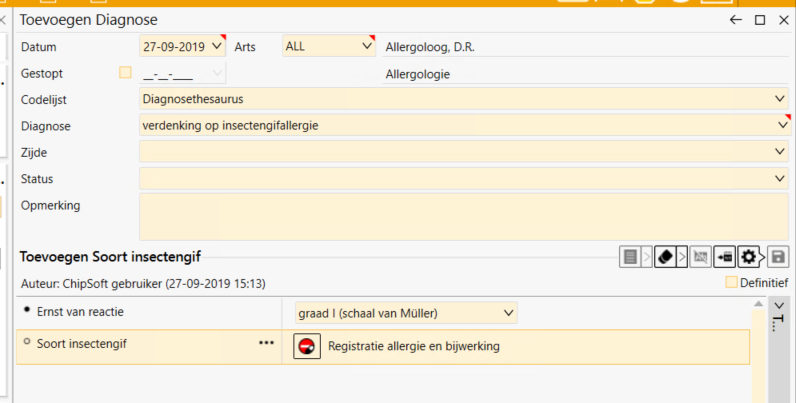 Toevoegen Diagnose
Datum 27-09-2019 Arts ALL Allergoloog, D.R.
Gestopt __-__-____ Allergologie
Codelijst Diagnosethesaurus
Diagnose verdenking op insectengifallergie
Zijde
Status
Opmerking
Toevoegen Soort insectengif
Auteur: ChipSoft gebruiker (27-09-2019 15:13) Definitief
Ernst van reactie graad I (schaal van Müller)
T...
Soort insectengif ••• Registratie allergie en bijwerking